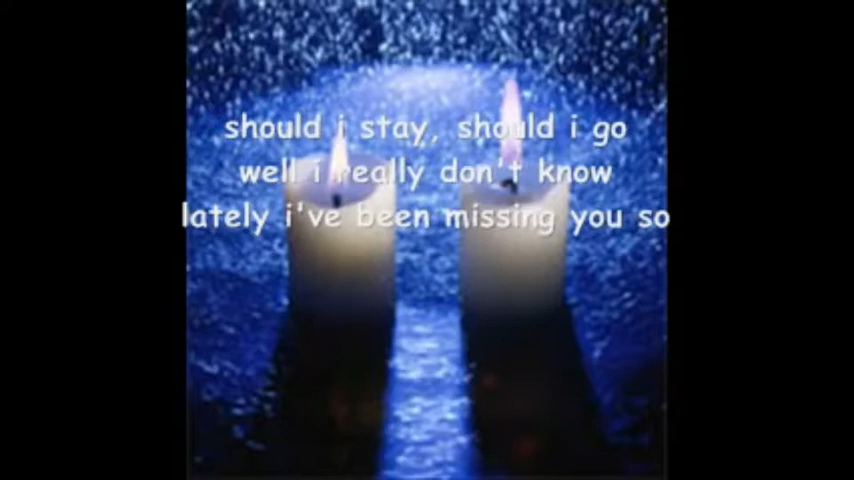 should i stay, should i go
well i really don't know
lately i've been missing you so